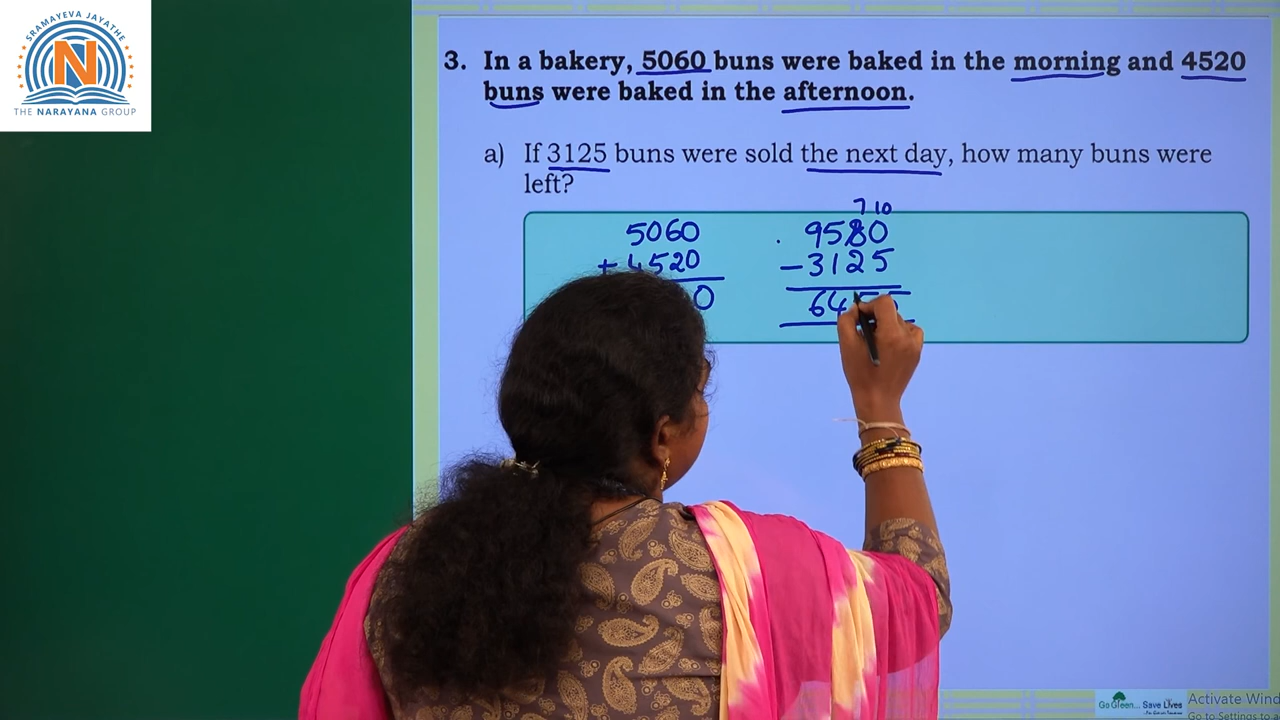 SRAMAYEVA JAYATHE
N
THE NARAYANA GROUP
3. In a bakery, 5060 buns were baked in the morning and 4520
buns were baked in the afternoon.
a) If 3125 buns were sold the next day, how many buns were
left?
7 10
5060 9580
+ 4520 - 3125
0 6455
Go Green... Save Lives
Activate Wind
Go to Settings to a